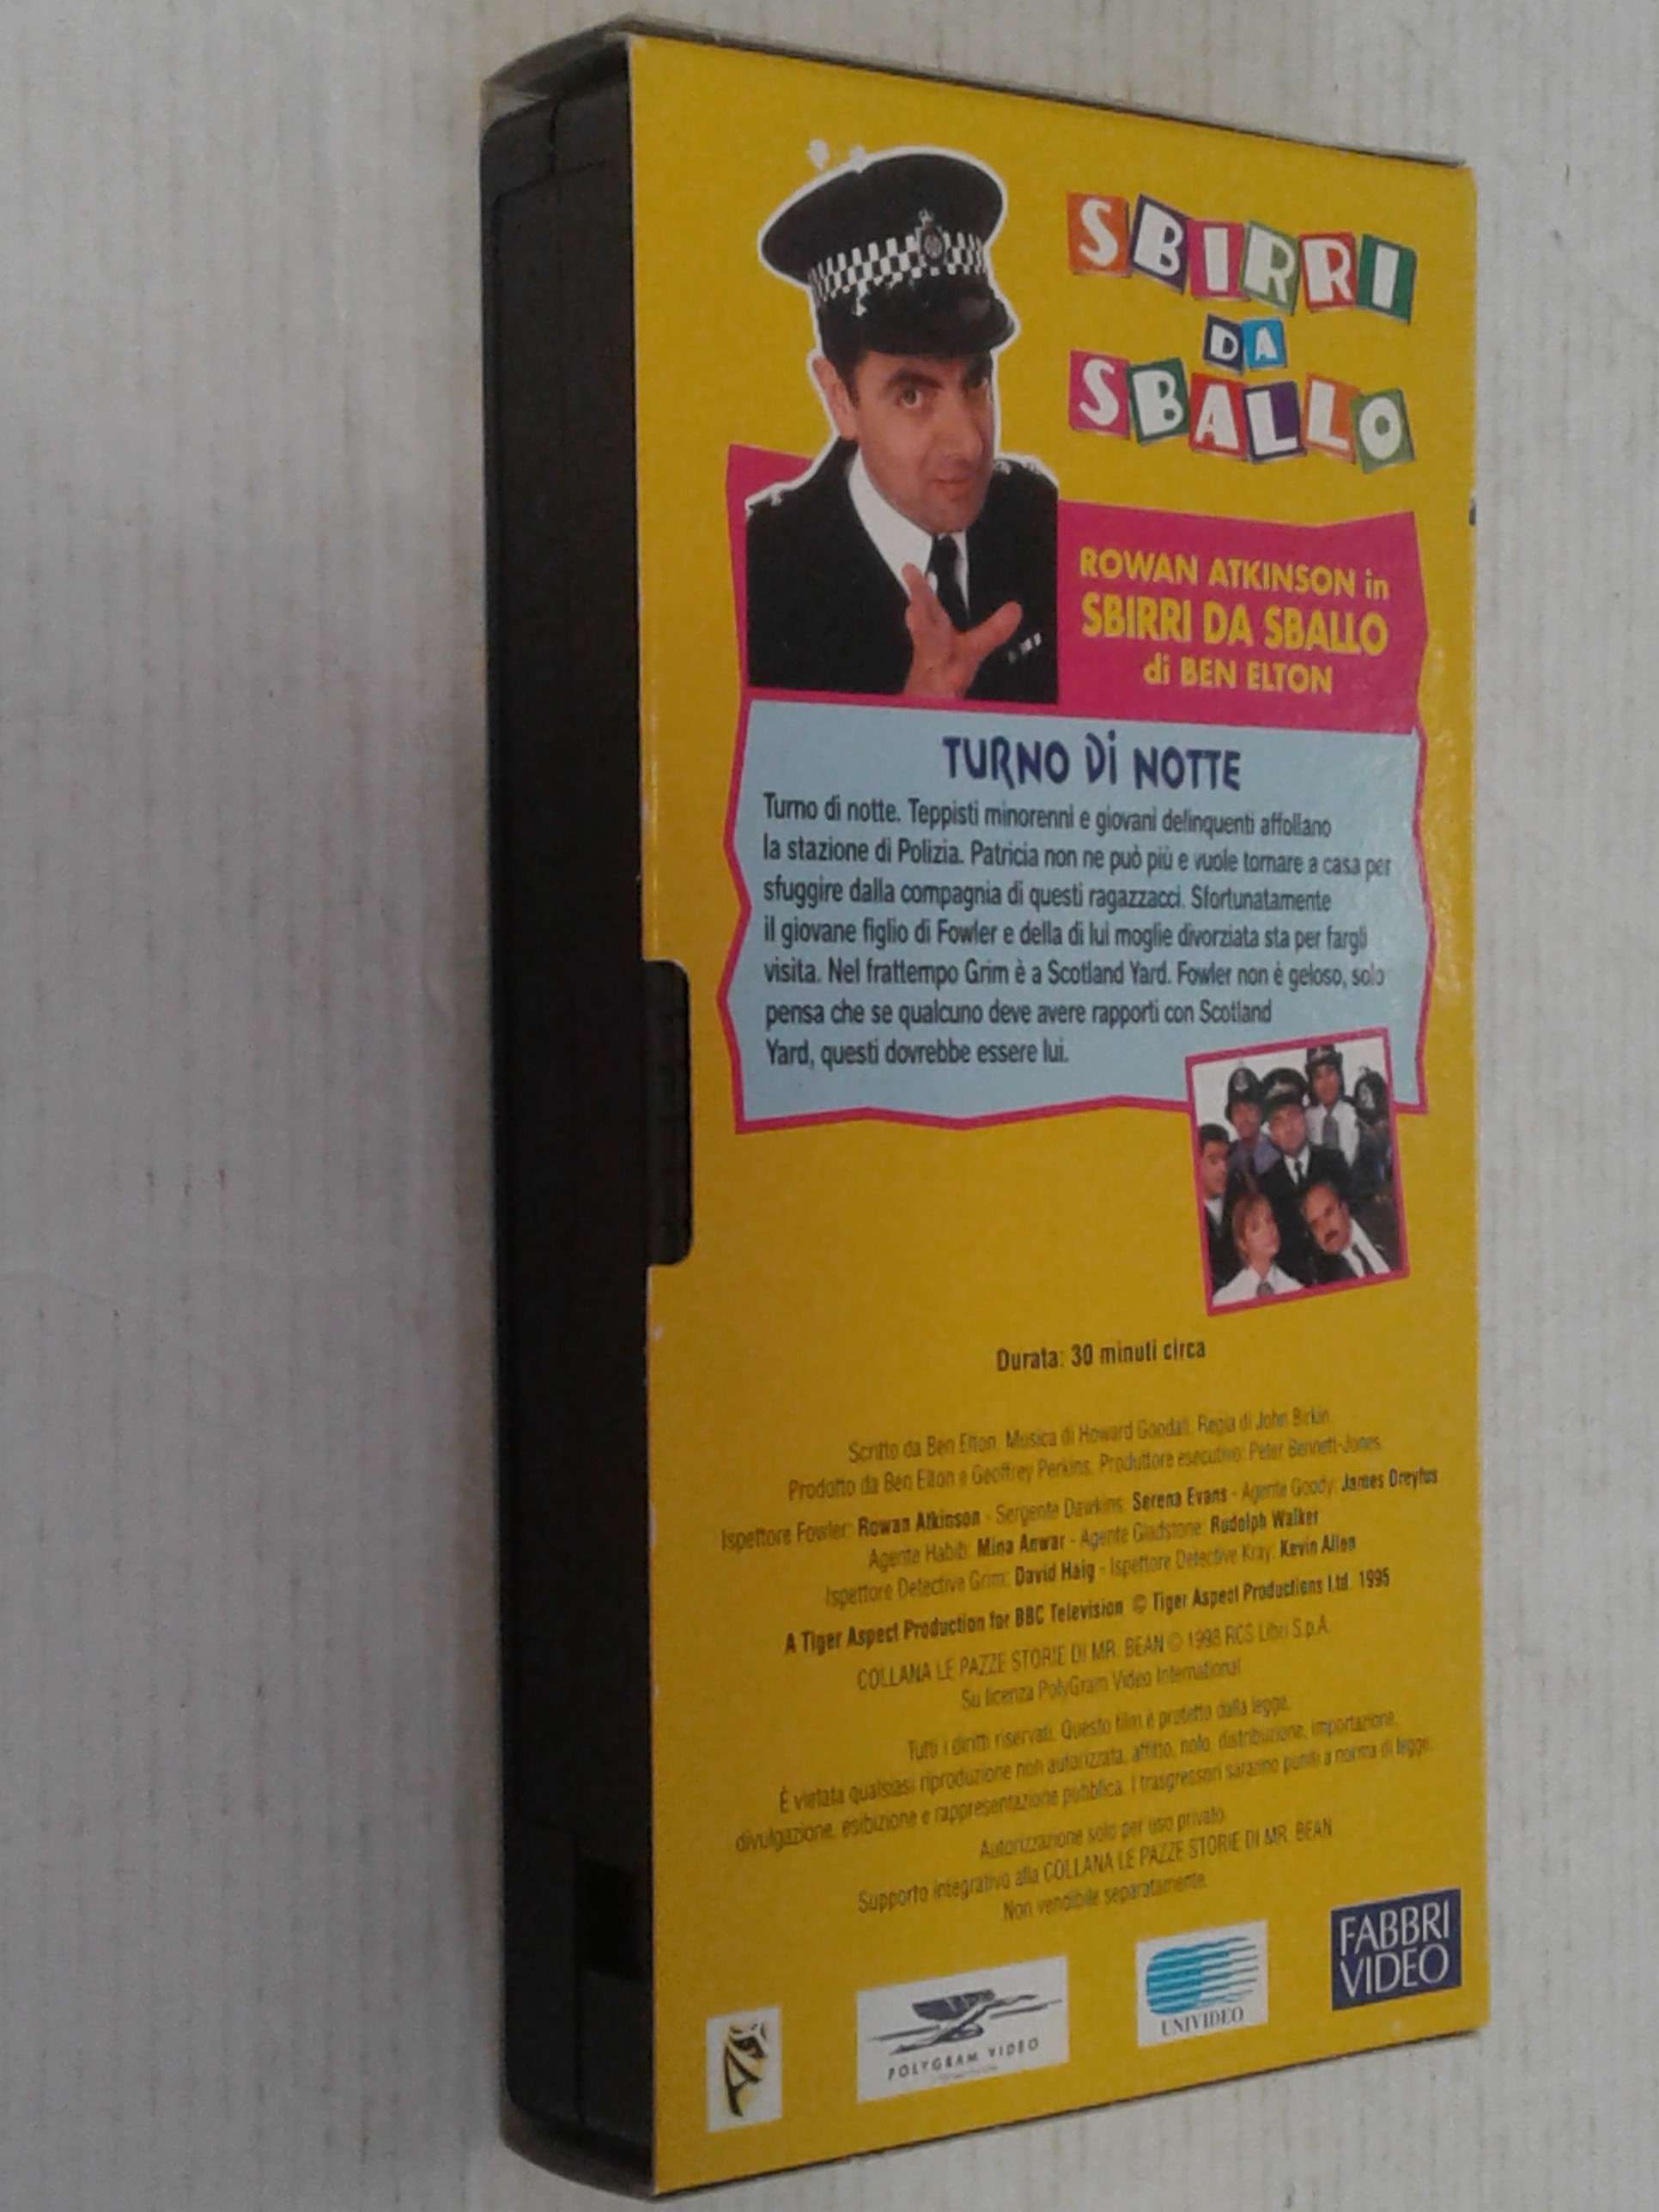 SBIRRI
DA
SBALLO
ROWAN ATKINSON in
SBIRRI DA SBALLO
di BEN ELTON
TURNO Di NOTTE
Turno di notte. Teppisti minorenni e giovani delinquenti affollano
la stazione di Polizia. Patricia non ne può più e vuole tornare a casa per
sfuggire dalla compagnia di questi ragazzacci. Sfortunatamente
il giovane figlio di Fowler e della di lui moglie divorziata sta per fargli
visita. Nel frattempo Grim è a Scotland Yard. Fowler non è geloso, solo
pensa che se qualcuno deve avere rapporti con Scotland
Yard, questi dovrebbe essere lui.
Durata: 30 minuti circa
Scritto da Ben Elton. Musica di Howard Goodall. Regia di John Birkin
Prodotto da Ben Elton e Geoffrey Perkins. Produttore esecutivo: Peter Bennett-Jones
Ispettore Fowler: Rowan Atkinson - Sergente Dawkins: Serena Evans - Agente Goody: James Dreyfus
Agente Habib: Mina Anwar - Agente Gladstone: Rudolph Walker
Ispettore Detective Grim: David Haig - Ispettore Detective Kray: Kevin Allen
A Tiger Aspect Production for BBC Television © Tiger Aspect Productions Ltd. 1995
COLLANA LE PAZZE STORIE DI MR. BEAN © 1998 RCS Libri S.p.A.
Su licenza PolyGram Video International
Tutti i diritti riservati. Questo film è protetto dalla legge.
È vietata qualsiasi riproduzione non autorizzata, affitto, nolo, distribuzione, importazione,
divulgazione, esibizione e rappresentazione pubblica. I trasgressori saranno puniti a norma di legge.
Autorizzazione solo per uso privato.
Supporto integrativo alla COLLANA LE PAZZE STORIE DI MR. BEAN
Non vendibile separatamente.
POLYGRAM VIDEO
UNIVIDEO
FABBRI
VIDEO